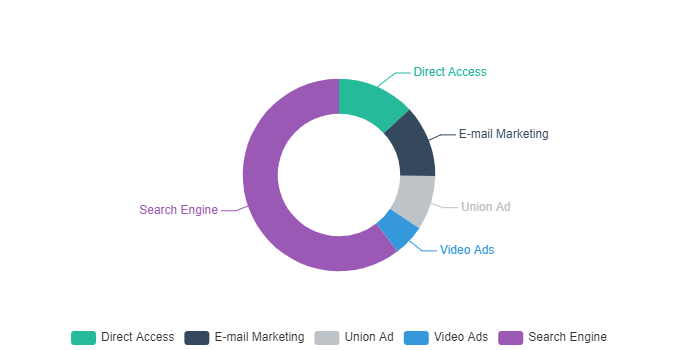 Direct Access
E-mail Marketing
Union Ad
Search Engine
Video Ads
Direct Access E-mail Marketing Union Ad Video Ads Search Engine